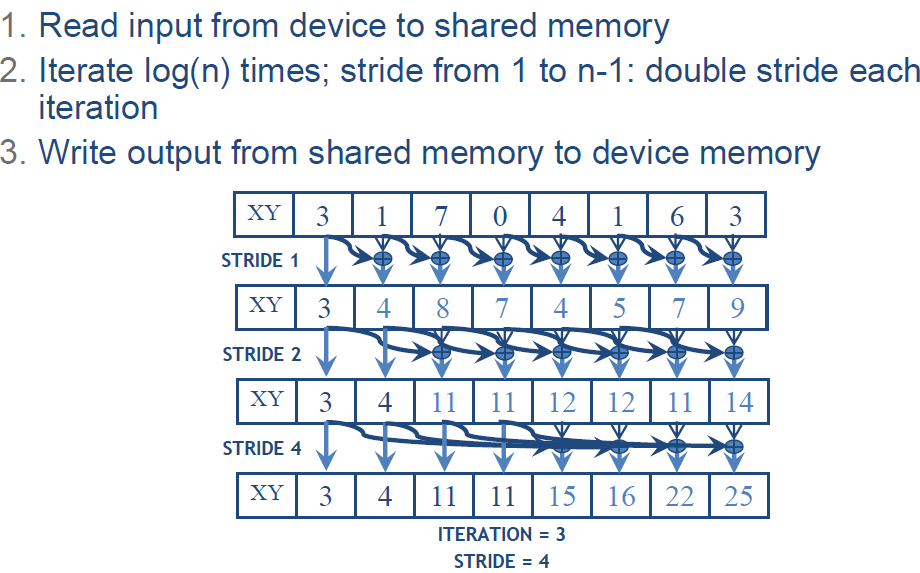 1. Read input from device to shared memory
2. Iterate log(n) times; stride from 1 to n-1: double stride each
iteration
3. Write output from shared memory to device memory
XY 3 1 7 0 4 1 6 3
STRIDE 1
XY 3 4 8 7 4 5 7 9
STRIDE 2
XY 3 4 11 11 12 12 11 14
STRIDE 4
XY 3 4 11 11 15 16 22 25
ITERATION = 3
STRIDE = 4